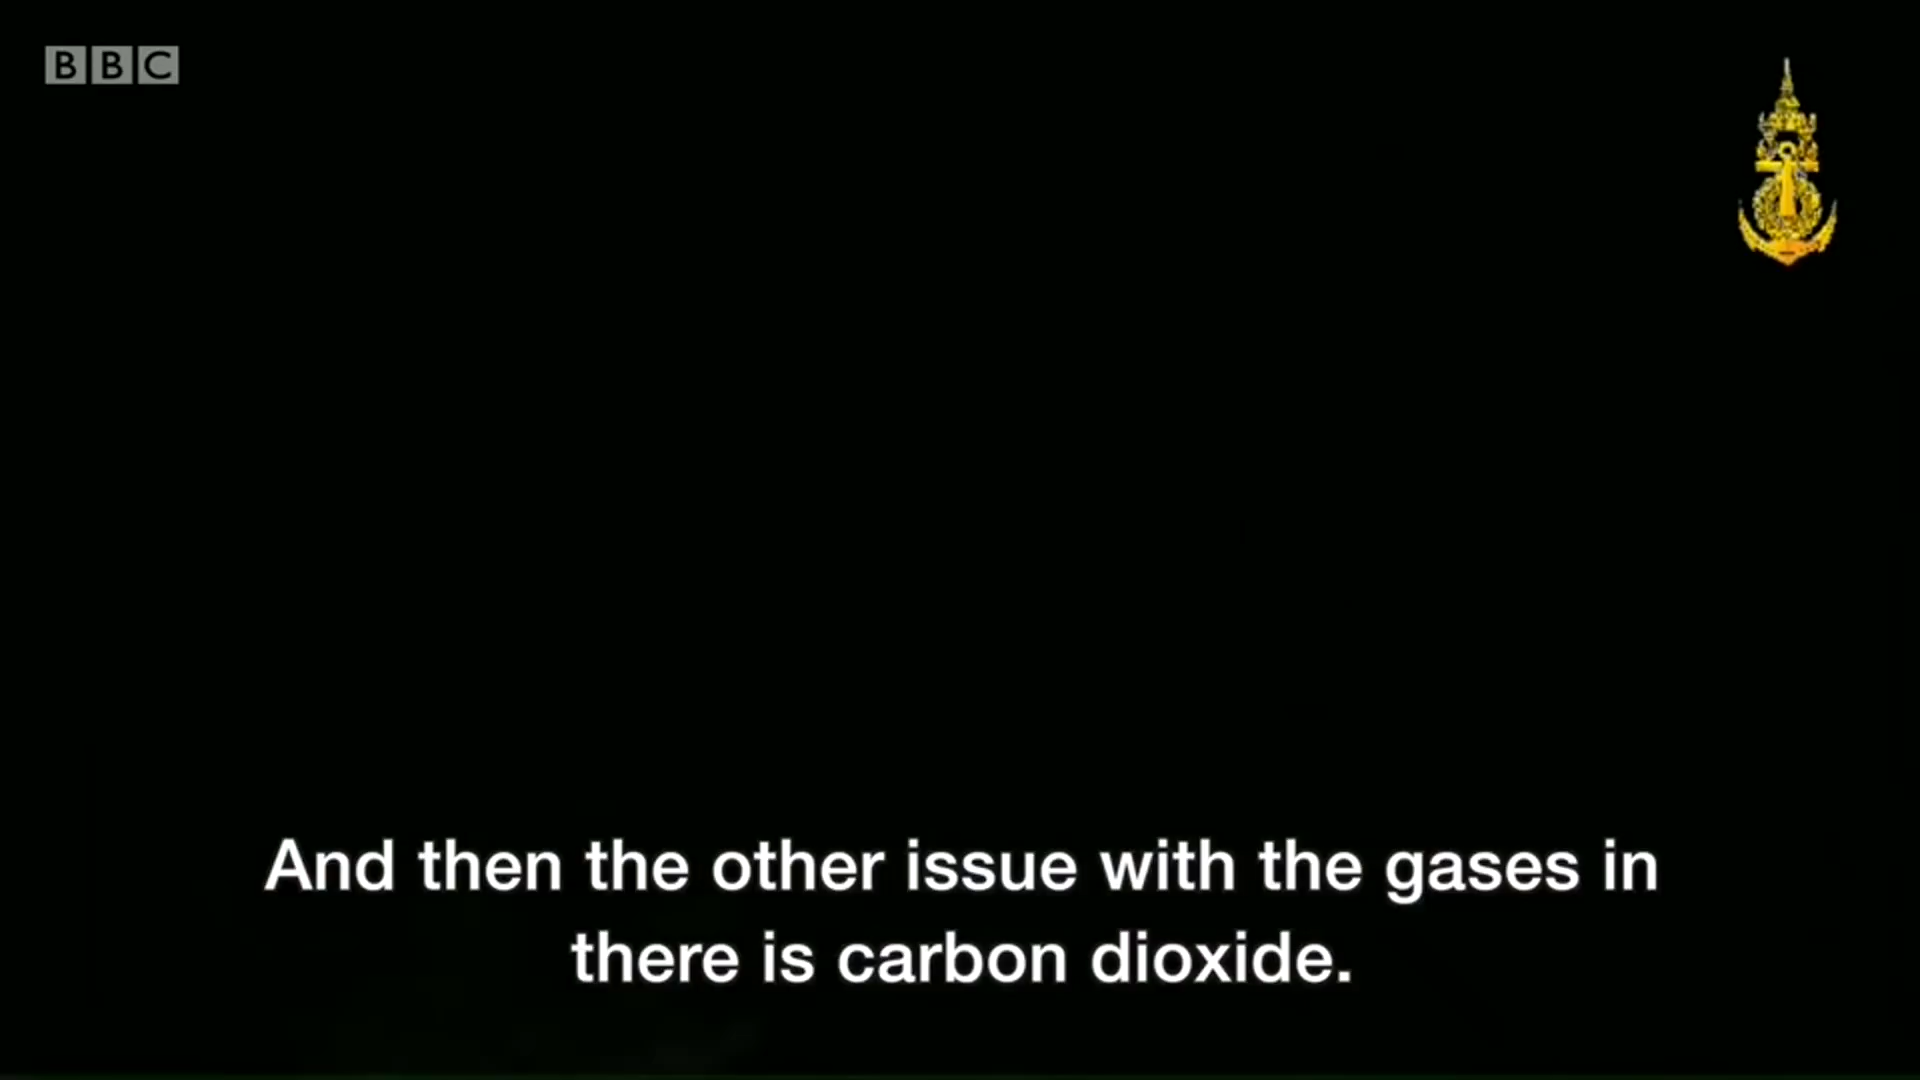 BBC
And then the other issue with the gases in
there is carbon dioxide.